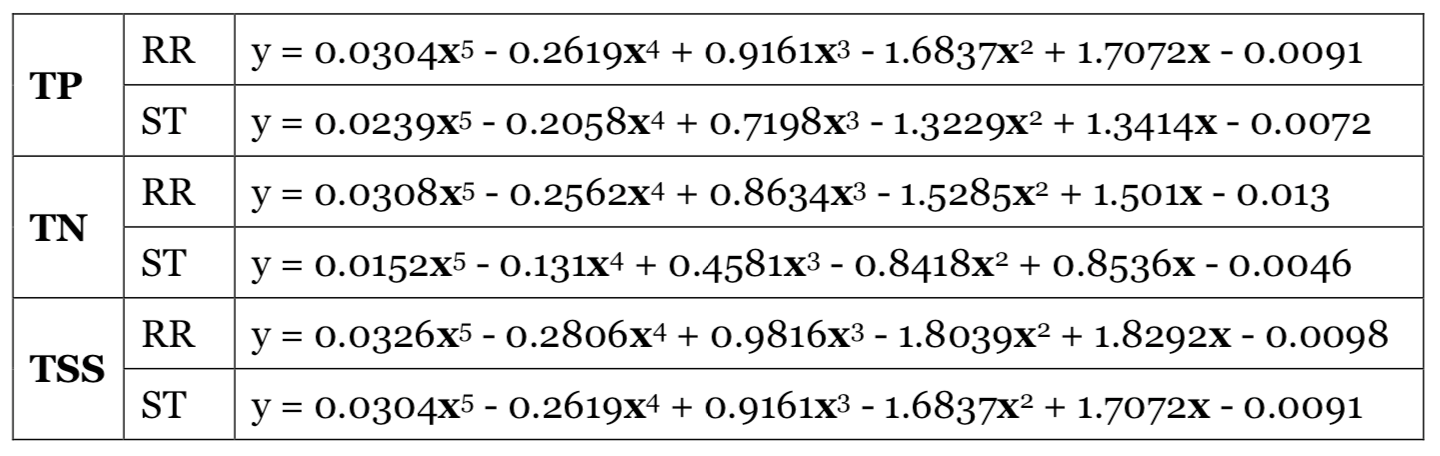 TP
RR y = 0.0304x⁵ - 0.2619x⁴ + 0.9161x³ - 1.6837x² + 1.7072x - 0.0091
ST y = 0.0239x⁵ - 0.2058x⁴ + 0.7198x³ - 1.3229x² + 1.3414x - 0.0072
TN
RR y = 0.0308x⁵ - 0.2562x⁴ + 0.8634x³ - 1.5285x² + 1.501x - 0.013
ST y = 0.0152x⁵ - 0.131x⁴ + 0.4581x³ - 0.8418x² + 0.8536x - 0.0046
TSS
RR y = 0.0326x⁵ - 0.2806x⁴ + 0.9816x³ - 1.8039x² + 1.8292x - 0.0098
ST y = 0.0304x⁵ - 0.2619x⁴ + 0.9161x³ - 1.6837x² + 1.7072x - 0.0091